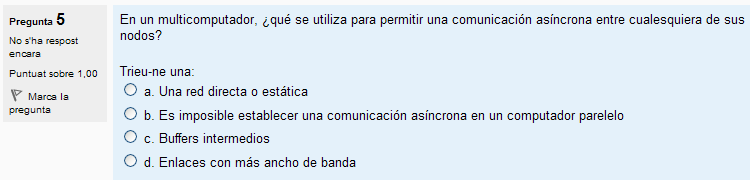 Pregunta 5
No s'ha respost
encara
Puntuat sobre 1,00
Marca la
pregunta
En un multicomputador, ¿qué se utiliza para permitir una comunicación asíncrona entre cualesquiera de sus
nodos?
Trieu-ne una:
a. Una red directa o estática
b. Es imposible establecer una comunicación asíncrona en un computador parelelo
c. Buffers intermedios
d. Enlaces con más ancho de banda